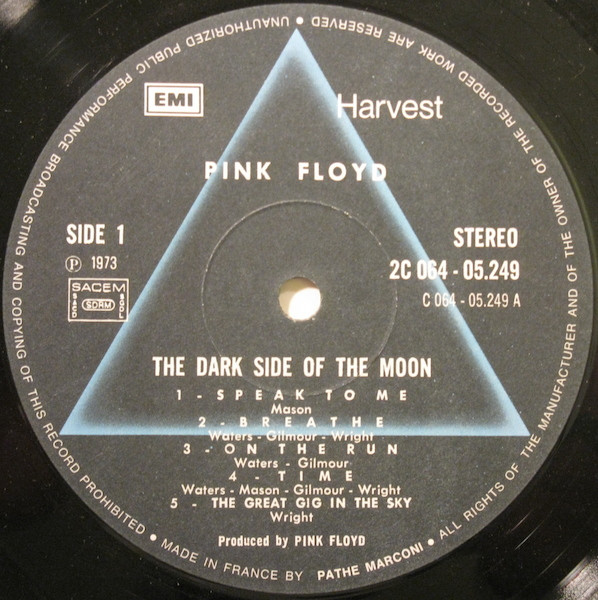 UNAUTHORIZED PUBLIC PERFORMANCE BROADCASTING AND COPYING OF THIS RECORD PROHIBITED • MADE IN FRANCE BY PATHE MARCONI • ALL RIGHTS OF THE MANUFACTURER AND OF THE OWNER OF THE RECORDED WORK ARE RESERVED •
EMI
Harvest
PINK FLOYD
SIDE 1
STEREO
℗ 1973
2C 064 - 05.249
SACEM
SACD SDRM SGDL
C 064 - 05.249 A
THE DARK SIDE OF THE MOON
1 - SPEAK TO ME
Mason
2 - BREATHE
Waters - Gilmour - Wright
3 - ON THE RUN
Waters - Gilmour
4 - TIME
Waters - Mason - Gilmour - Wright
5 - THE GREAT GIG IN THE SKY
Wright
Produced by PINK FLOYD